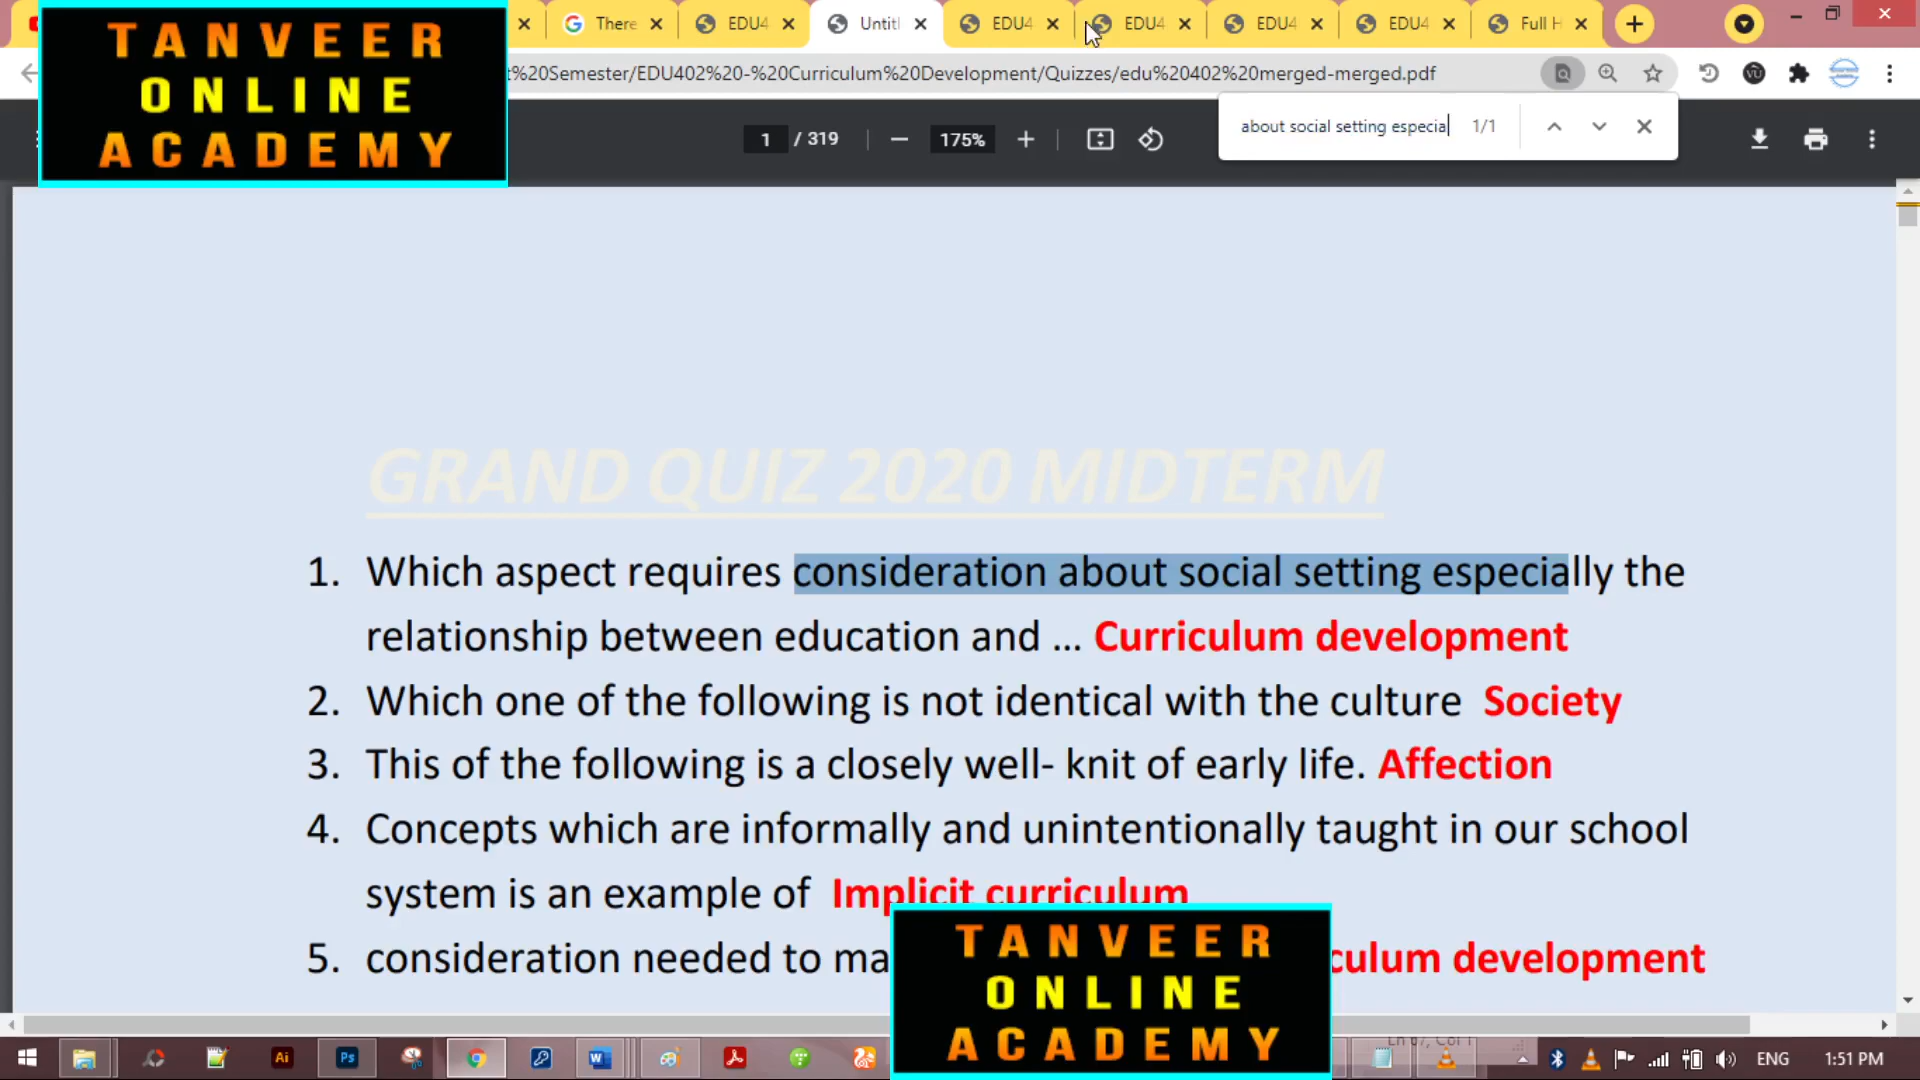 TANVEER
ONLINE
ACADEMY
There
EDU4
Untitl
EDU4
EDU4
EDU4
EDU4
Full H
t%20Semester/EDU402%20-%20Curriculum%20Development/Quizzes/edu%20402%20merged-merged.pdf
about social setting especia 1/1
1 / 319 175%
GRAND QUIZ 2020 MIDTERM
1. Which aspect requires consideration about social setting especially the
relationship between education and ... Curriculum development
2. Which one of the following is not identical with the culture Society
3. This of the following is a closely well- knit of early life. Affection
4. Concepts which are informally and unintentionally taught in our school
system is an example of Implicit curriculum
5. consideration needed to ma culum development
TANVEER
ONLINE
ACADEMY
ENG 1:51 PM